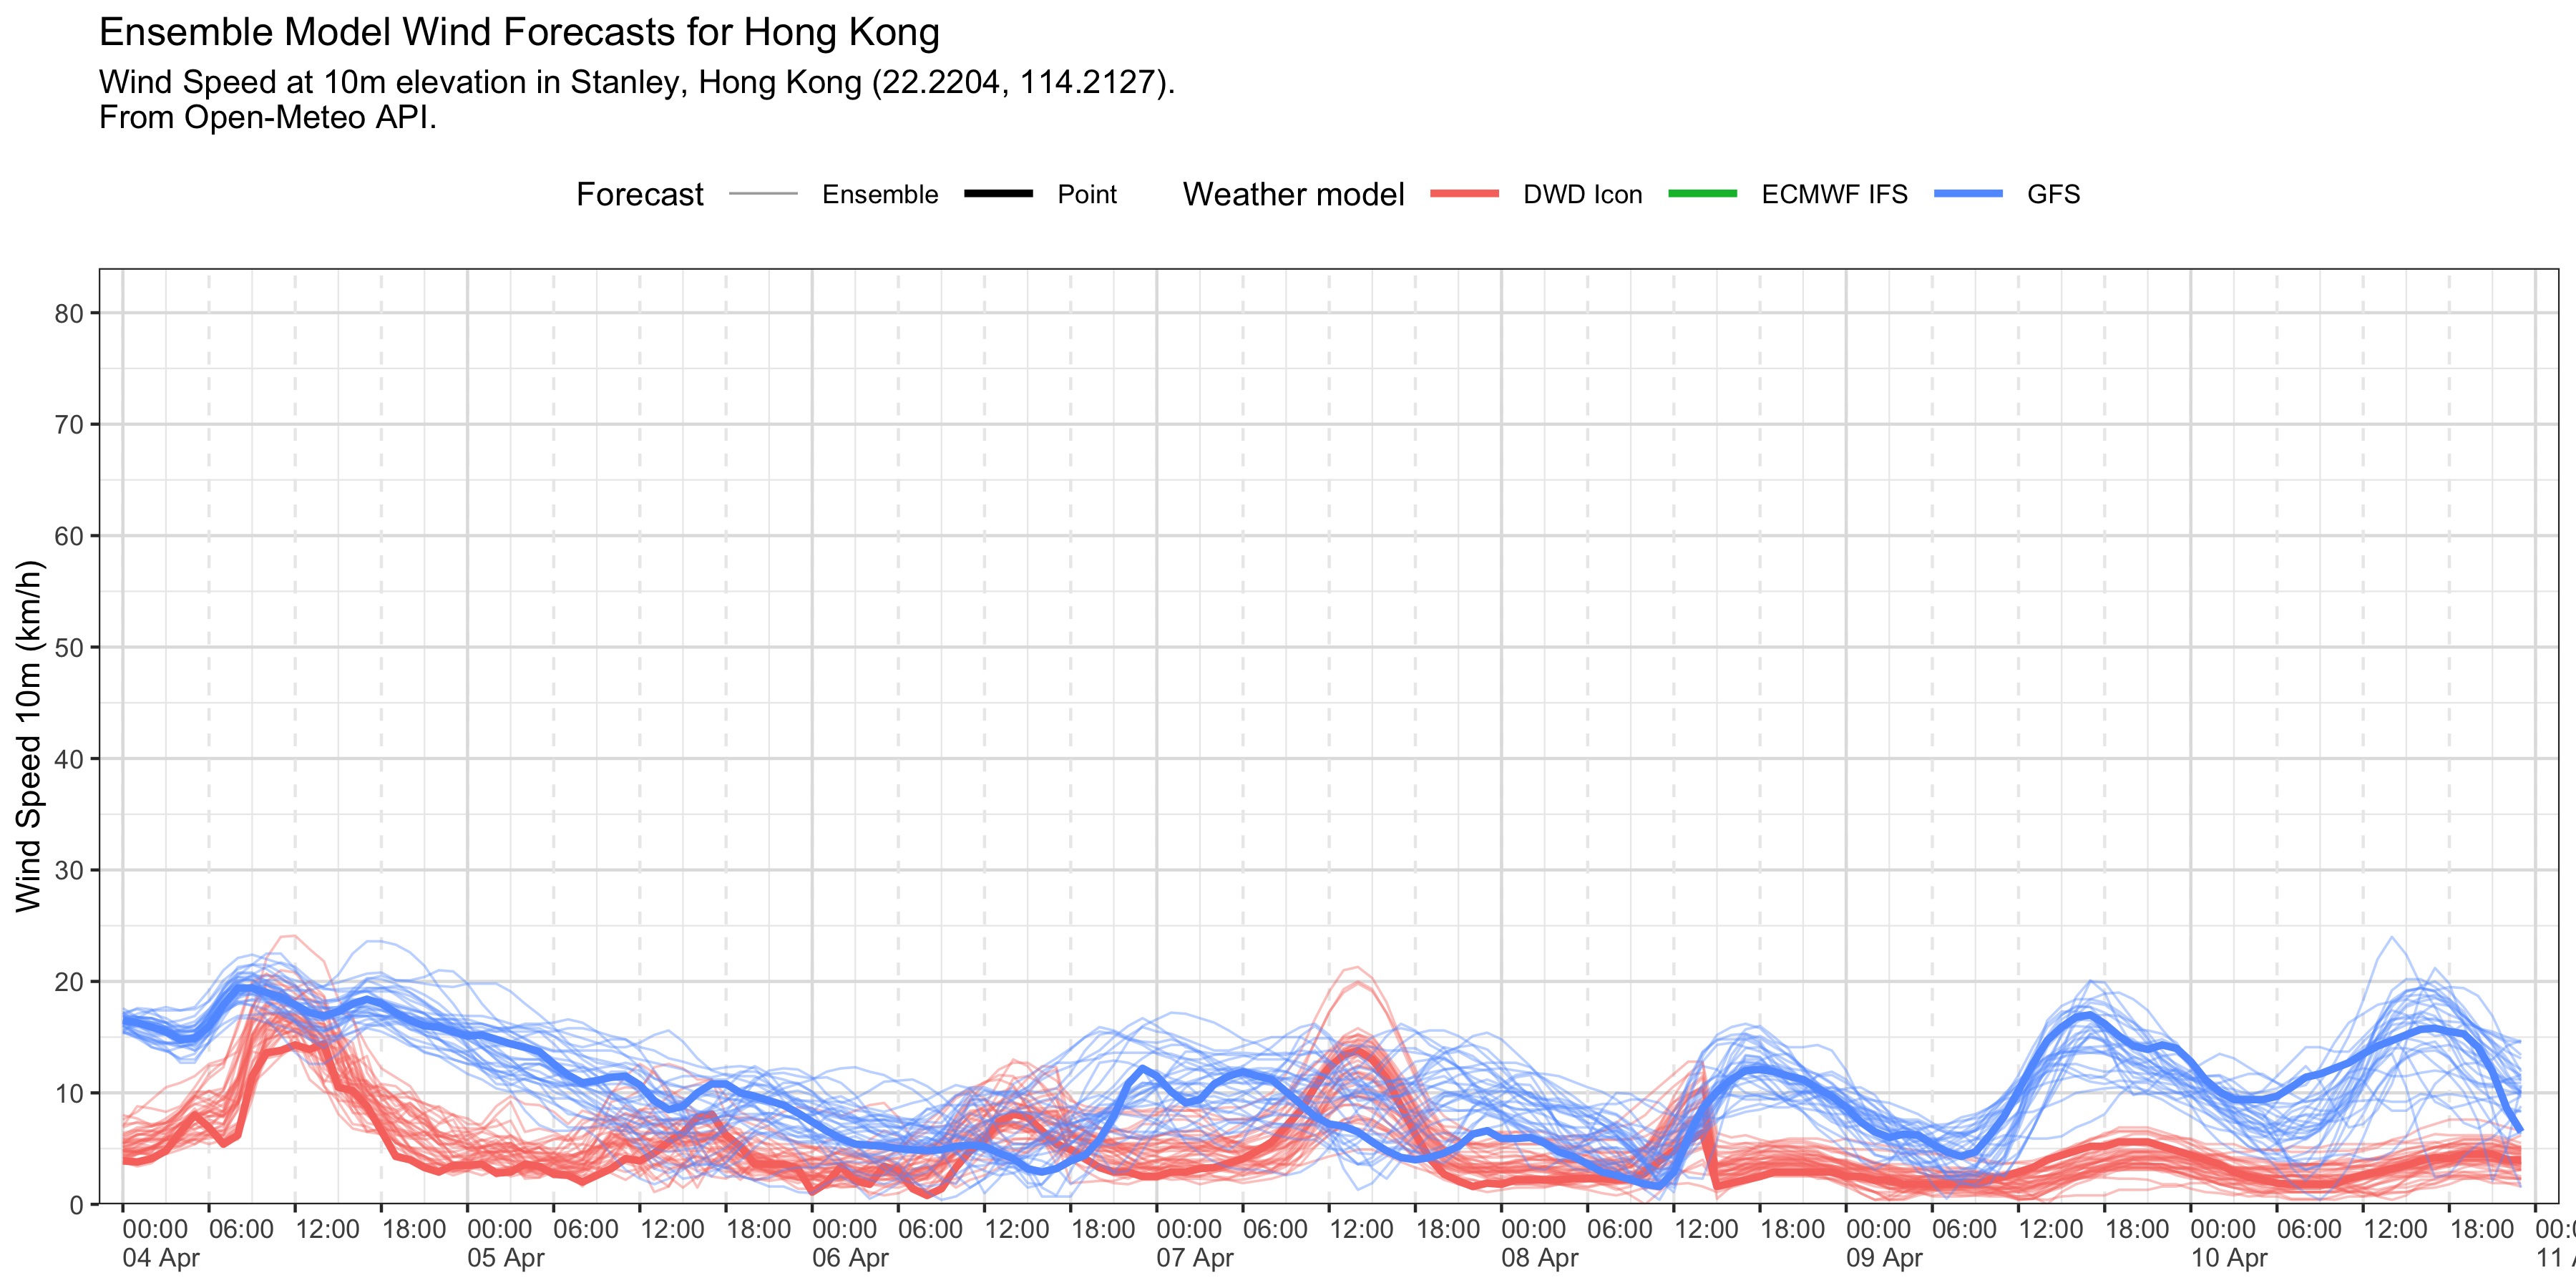 Ensemble Model Wind Forecasts for Hong Kong
Wind Speed at 10m elevation in Stanley, Hong Kong (22.2204, 114.2127).
From Open-Meteo API.
Forecast Ensemble Point Weather model DWD Icon ECMWF IFS GFS
Wind Speed 10m (km/h)
80
70
60
50
40
30
20
10
0
00:00 06:00 12:00 18:00 00:00 06:00 12:00 18:00 00:00 06:00 12:00 18:00 00:00 06:00 12:00 18:00 00:00 06:00 12:00 18:00 00:00 06:00 12:00 18:00 00:00 06:00 12:00 18:00
04 Apr 05 Apr 06 Apr 07 Apr 08 Apr 09 Apr 10 Apr 11